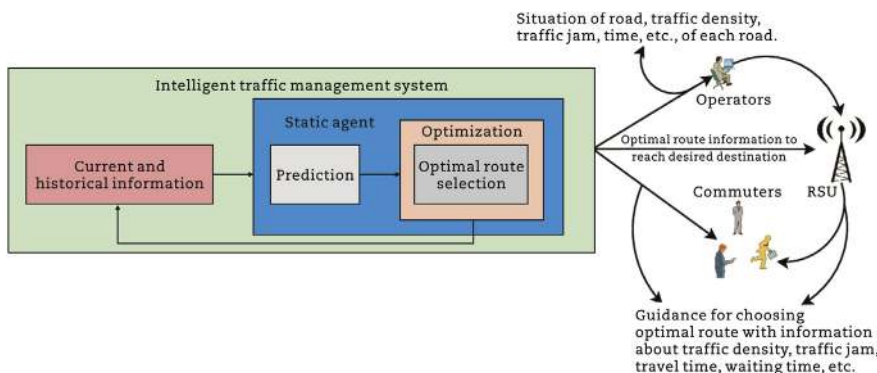 Situation of road, traffic density,
traffic jam, time, etc., of each road.
Intelligent traffic management system
Operators
Static agent
Optimization
Current and
historical information
Prediction
Optimal route
selection
Optimal route information to
reach desired destination
Commuters
RSU
Guidance for choosing
optimal route with information
about traffic density, traffic jam,
travel time, waiting time, etc.